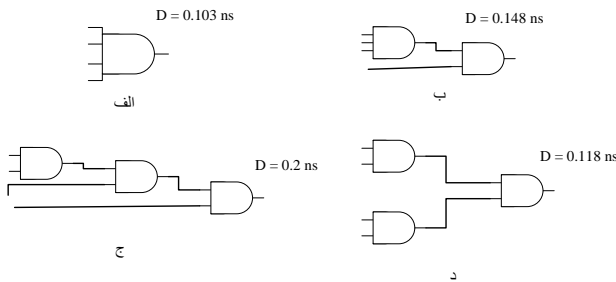 D = 0.103 ns
الف
D = 0.148 ns
ب
D = 0.2 ns
ج
D = 0.118 ns
د